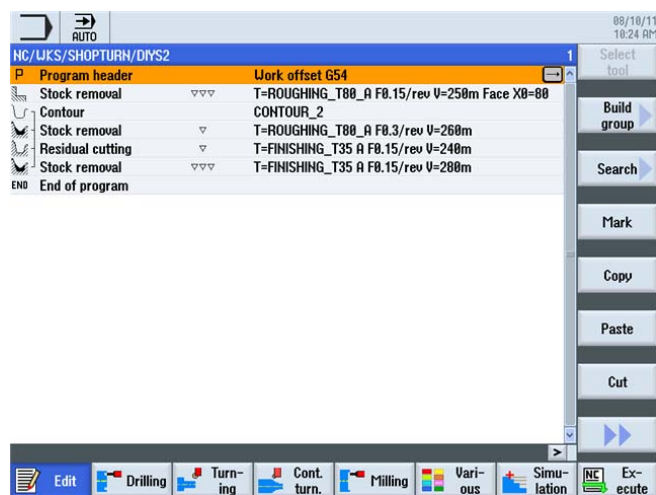 AUTO
08/10/11
10:24 AM
NC/WKS/SHOPTURN/DIYS2 1
P Program header Work offset G54
Stock removal ▽▽▽ T=ROUGHING_T80_A F0.15/rev V=250m Face X0=80
Contour CONTOUR_2
Stock removal ▽ T=ROUGHING_T80_A F0.3/rev V=260m
Residual cutting ▽ T=FINISHING_T35 A F0.15/rev V=240m
Stock removal ▽▽▽ T=FINISHING_T35 A F0.15/rev V=280m
END End of program
Select
tool
Build
group
Search
Mark
Copy
Paste
Cut
Edit
Drilling
Turn-
ing
Cont.
turn.
Milling
Vari-
ous
Simu-
lation
NC Ex-
ecute